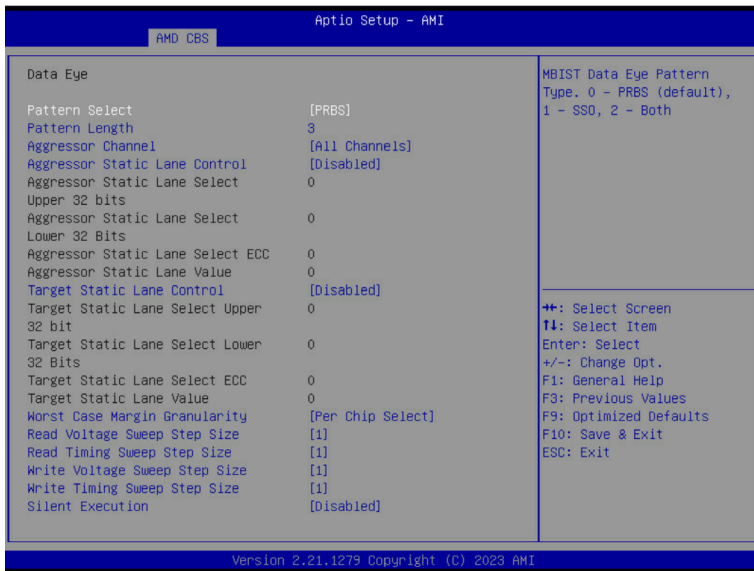 Aptio Setup - AMI
AMD CBS
Data Eye
Pattern Select [PRBS]
Pattern Length 3
Aggressor Channel [All Channels]
Aggressor Static Lane Control [Disabled]
Aggressor Static Lane Select 0
Upper 32 bits
Aggressor Static Lane Select 0
Lower 32 Bits
Aggressor Static Lane Select ECC 0
Aggressor Static Lane Value 0
Target Static Lane Control [Disabled]
Target Static Lane Select Upper 0
32 bit
Target Static Lane Select Lower 0
32 Bits
Target Static Lane Select ECC 0
Target Static Lane Value 0
Worst Case Margin Granularity [Per Chip Select]
Read Voltage Sweep Step Size [1]
Read Timing Sweep Step Size [1]
Write Voltage Sweep Step Size [1]
Write Timing Sweep Step Size [1]
Silent Execution [Disabled]
MBIST Data Eye Pattern
Type. 0 - PRBS (default),
1 - SSO, 2 - Both
→←: Select Screen
↑↓: Select Item
Enter: Select
+/-: Change Opt.
F1: General Help
F3: Previous Values
F9: Optimized Defaults
F10: Save & Exit
ESC: Exit
Version 2.21.1279 Copyright (C) 2023 AMI